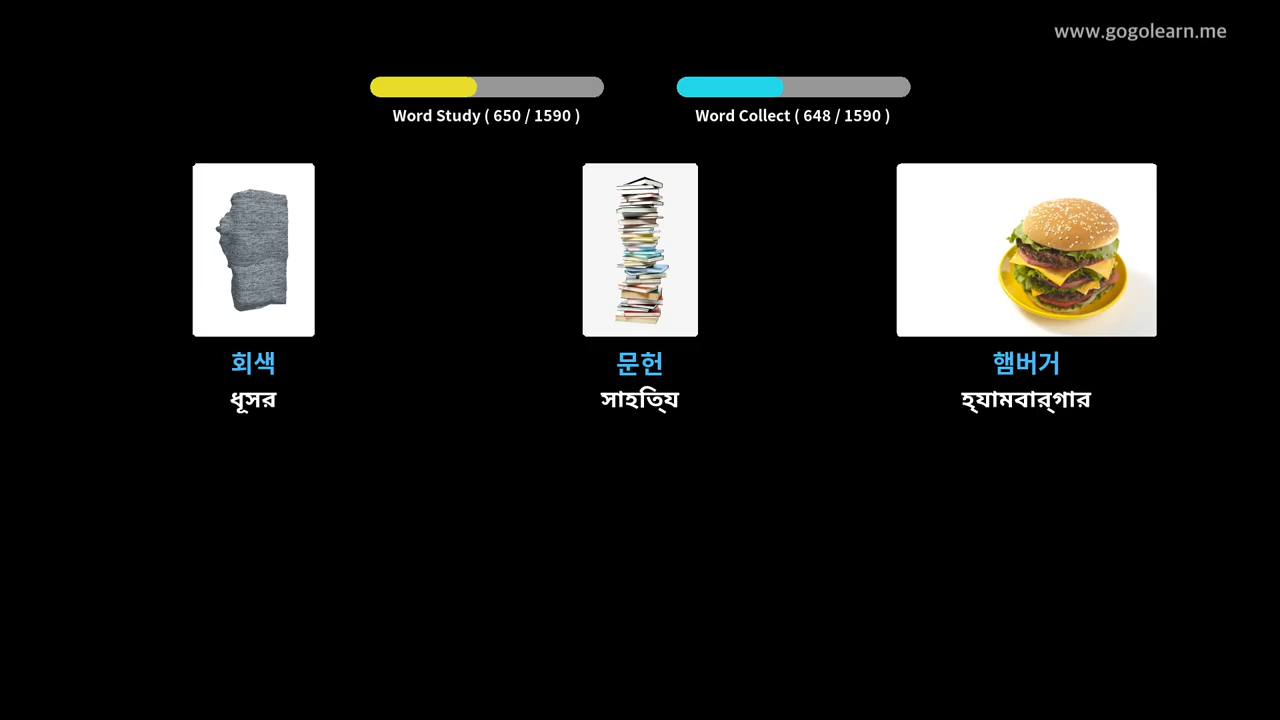 www.gogolearn.me
Word Study ( 650 / 1590 )
Word Collect ( 648 / 1590 )
회색
문헌
햄버거
ধূসর
সাহিত্যি
হ্যামবার্গার